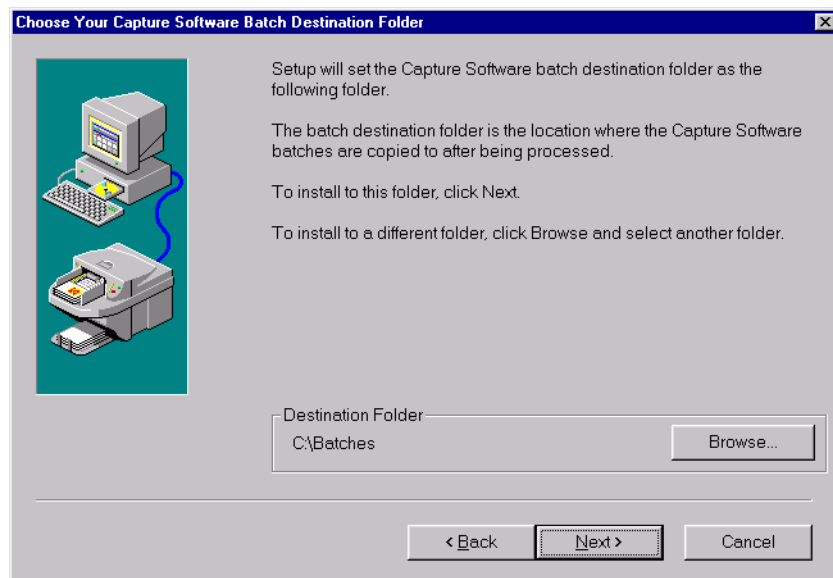 Choose Your Capture Software Batch Destination Folder
Setup will set the Capture Software batch destination folder as the
following folder.
The batch destination folder is the location where the Capture Software
batches are copied to after being processed.
To install to this folder, click Next.
To install to a different folder, click Browse and select another folder.
Destination Folder
C:\Batches
Browse...
< Back
Next >
Cancel